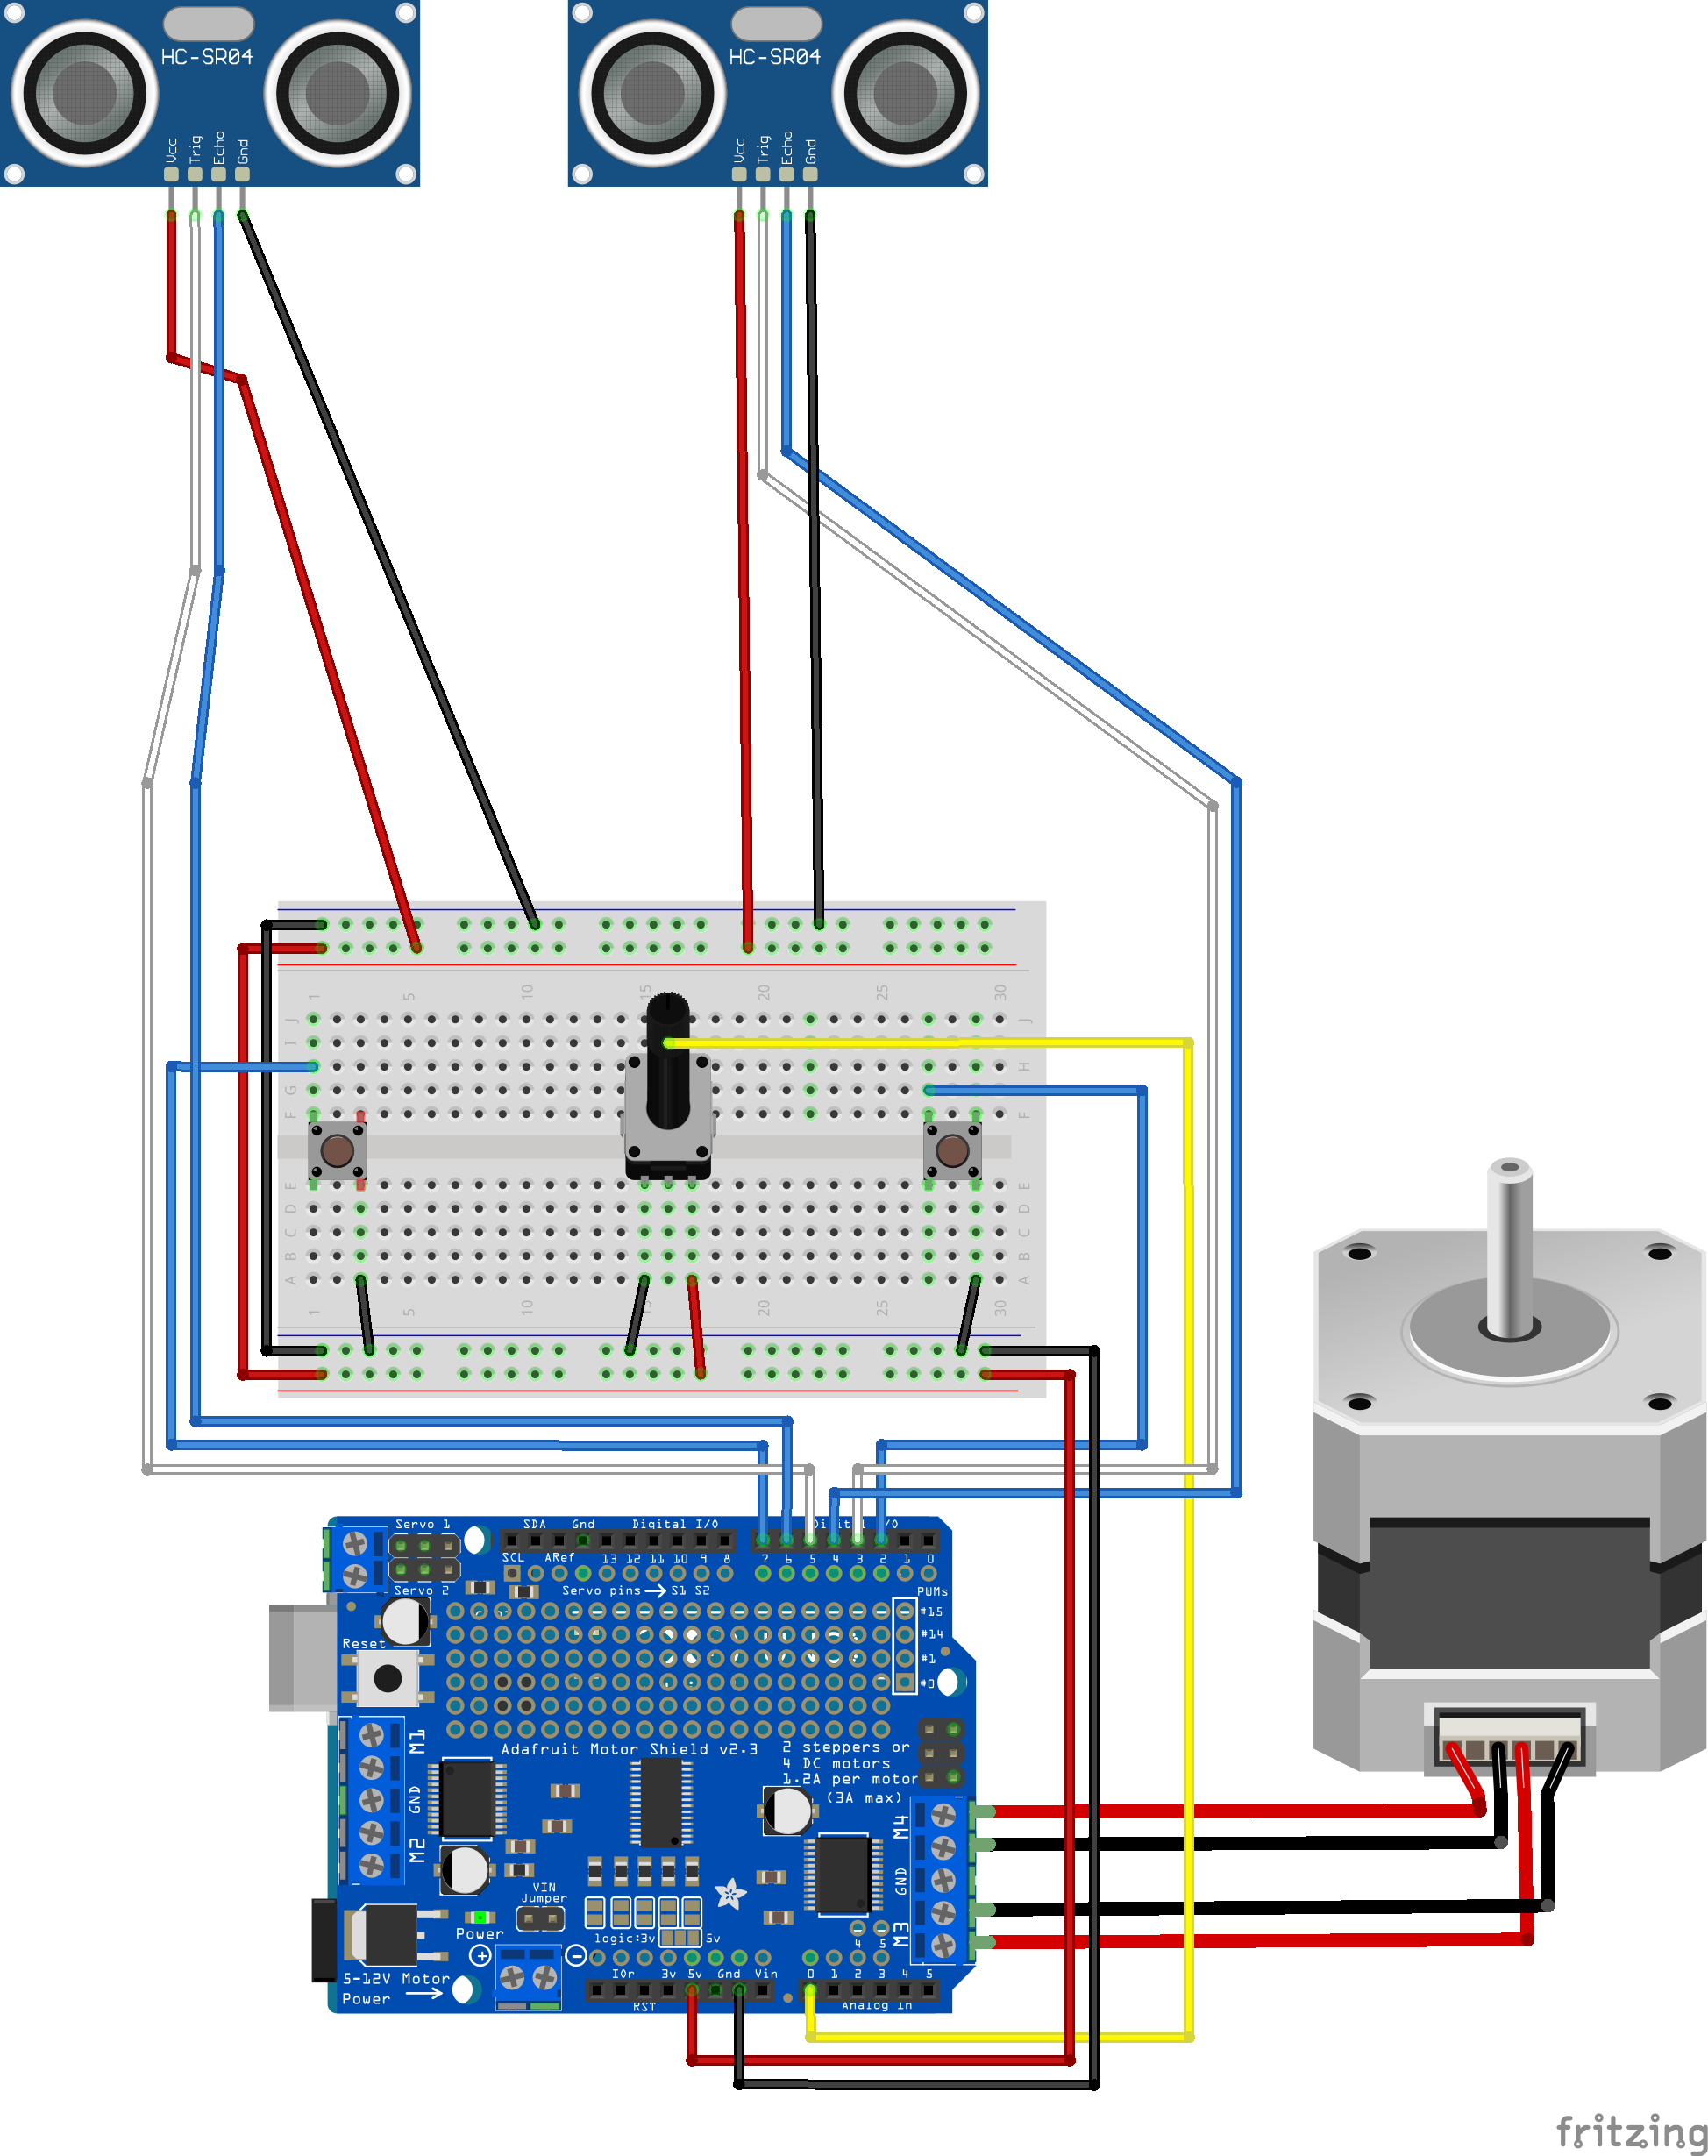 HC-SR04
Vcc
Trig
Echo
Gnd
HC-SR04
Vcc
Trig
Echo
Gnd
1 5 10 15 20 25 30
J J
I
H
G
F F
E E
D
C
B
A A
1 5 10 15 20 25 30
Servo 1
SDA Gnd Digital I/O Digital I/O
SCL ARef 13 12 11 10 9 8 7 6 5 4 3 2 1 0
Servo 2
Servo pins S1 S2
PWMs
#15
#14
#1
#0
Reset
M1
GND
M2
Adafruit Motor Shield v2.3
2 steppers or
4 DC motors
1.2A per motor
(3A max)
M4
GND
M3
VIN
Jumper
Power
logic:3v 5v
4 5
+ -
5-12V Motor
Power
IOr 3v 5v Gnd Vin 0 1 2 3 4 5
RST Analog In
fritzing